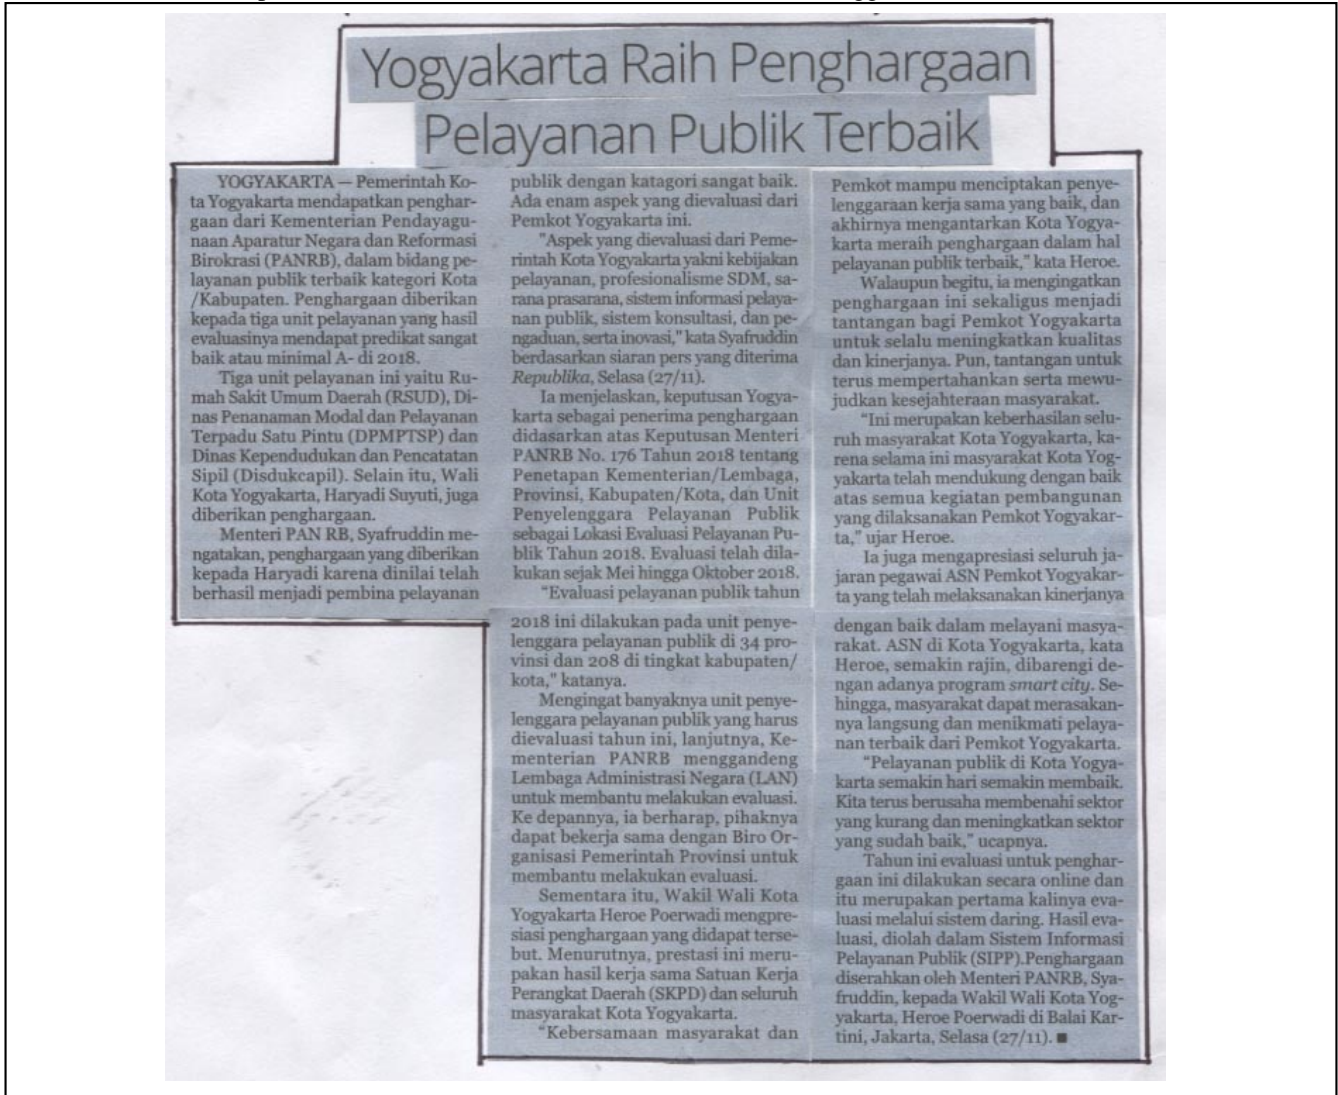 Yogyakarta Raih Penghargaan
Pelayanan Publik Terbaik
YOGYAKARTA — Pemerintah Ko-
ta Yogyakarta mendapatkan penghar-
gaan dari Kementerian Pendayagu-
naan Aparatur Negara dan Reformasi
Birokrasi (PANRB), dalam bidang pe-
layanan publik terbaik kategori Kota
/Kabupaten. Penghargaan diberikan
kepada tiga unit pelayanan yang hasil
evaluasinya mendapat predikat sangat
baik atau minimal A- di 2018.
Tiga unit pelayanan ini yaitu Ru-
mah Sakit Umum Daerah (RSUD), Di-
nas Penanaman Modal dan Pelayanan
Terpadu Satu Pintu (DPMPTSP) dan
Dinas Kependudukan dan Pencatatan
Sipil (Disdukcapil). Selain itu, Wali
Kota Yogyakarta, Haryadi Suyuti, juga
diberikan penghargaan.
Menteri PAN RB, Syafruddin me-
ngatakan, penghargaan yang diberikan
kepada Haryadi karena dinilai telah
berhasil menjadi pembina pelayanan
publik dengan katagori sangat baik.
Ada enam aspek yang dievaluasi dari
Pemkot Yogyakarta ini.
"Aspek yang dievaluasi dari Peme-
rintah Kota Yogyakarta yakni kebijakan
pelayanan, profesionalisme SDM, sa-
rana prasarana, sistem informasi pelaya-
nan publik, sistem konsultasi, dan pe-
ngaduan, serta inovasi," kata Syafruddin
berdasarkan siaran pers yang diterima
Republika, Selasa (27/11).
Ia menjelaskan, keputusan Yogya-
karta sebagai penerima penghargaan
didasarkan atas Keputusan Menteri
PANRB No. 176 Tahun 2018 tentang
Penetapan Kementerian/Lembaga,
Provinsi, Kabupaten/Kota, dan Unit
Penyelenggara Pelayanan Publik
sebagai Lokasi Evaluasi Pelayanan Pu-
blik Tahun 2018. Evaluasi telah dila-
kukan sejak Mei hingga Oktober 2018.
"Evaluasi pelayanan publik tahun
2018 ini dilakukan pada unit penye-
lenggara pelayanan publik di 34 pro-
vinsi dan 208 di tingkat kabupaten/
kota," katanya.
Mengingat banyaknya unit penye-
lenggara pelayanan publik yang harus
dievaluasi tahun ini, lanjutnya, Ke-
menterian PANRB menggandeng
Lembaga Administrasi Negara (LAN)
untuk membantu melakukan evaluasi.
Ke depannya, ia berharap, pihaknya
dapat bekerja sama dengan Biro Or-
ganisasi Pemerintah Provinsi untuk
membantu melakukan evaluasi.
Sementara itu, Wakil Wali Kota
Yogyakarta Heroe Poerwadi mengpre-
siasi penghargaan yang didapat terse-
but. Menurutnya, prestasi ini meru-
pakan hasil kerja sama Satuan Kerja
Perangkat Daerah (SKPD) dan seluruh
masyarakat Kota Yogyakarta.
"Kebersamaan masyarakat dan
Pemkot mampu menciptakan penye-
lenggaraan kerja sama yang baik, dan
akhirnya mengantarkan Kota Yogya-
karta meraih penghargaan dalam hal
pelayanan publik terbaik," kata Heroe.
Walaupun begitu, ia mengingatkan
penghargaan ini sekaligus menjadi
tantangan bagi Pemkot Yogyakarta
untuk selalu meningkatkan kualitas
dan kinerjanya. Pun, tantangan untuk
terus mempertahankan serta mewu-
judkan kesejahteraan masyarakat.
"Ini merupakan keberhasilan selu-
ruh masyarakat Kota Yogyakarta, ka-
rena selama ini masyarakat Kota Yog-
yakarta telah mendukung dengan baik
atas semua kegiatan pembangunan
yang dilaksanakan Pemkot Yogyakar-
ta," ujar Heroe.
Ia juga mengapresiasi seluruh ja-
jaran pegawai ASN Pemkot Yogyakar-
ta yang telah melaksanakan kinerjanya
dengan baik dalam melayani masya-
rakat. ASN di Kota Yogyakarta, kata
Heroe, semakin rajin, dibarengi de-
ngan adanya program smart city. Se-
hingga, masyarakat dapat merasakan-
nya langsung dan menikmati pelaya-
nan terbaik dari Pemkot Yogyakarta.
"Pelayanan publik di Kota Yogya-
karta semakin hari semakin membaik.
Kita terus berusaha membenahi sektor
yang kurang dan meningkatkan sektor
yang sudah baik," ucapnya.
Tahun ini evaluasi untuk penghar-
gaan ini dilakukan secara online dan
itu merupakan pertama kalinya eva-
luasi melalui sistem daring. Hasil eva-
luasi, diolah dalam Sistem Informasi
Pelayanan Publik (SIPP).Penghargaan
diserahkan oleh Menteri PANRB, Sya-
fruddin, kepada Wakil Wali Kota Yog-
yakarta, Heroe Poerwadi di Balai Kar-
tini, Jakarta, Selasa (27/11). ■